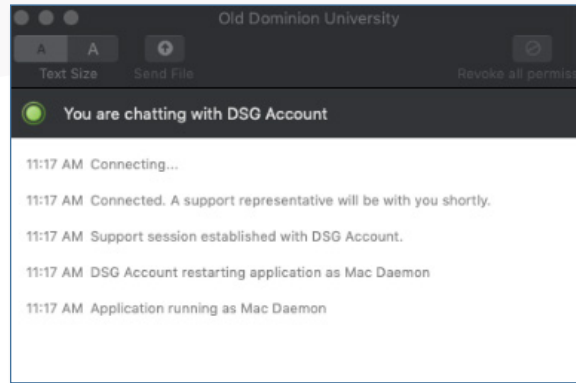 Old Dominion University
A A
Text Size Send File Revoke all permiss
You are chatting with DSG Account
11:17 AM Connecting...
11:17 AM Connected. A support representative will be with you shortly.
11:17 AM Support session established with DSG Account.
11:17 AM DSG Account restarting application as Mac Daemon
11:17 AM Application running as Mac Daemon